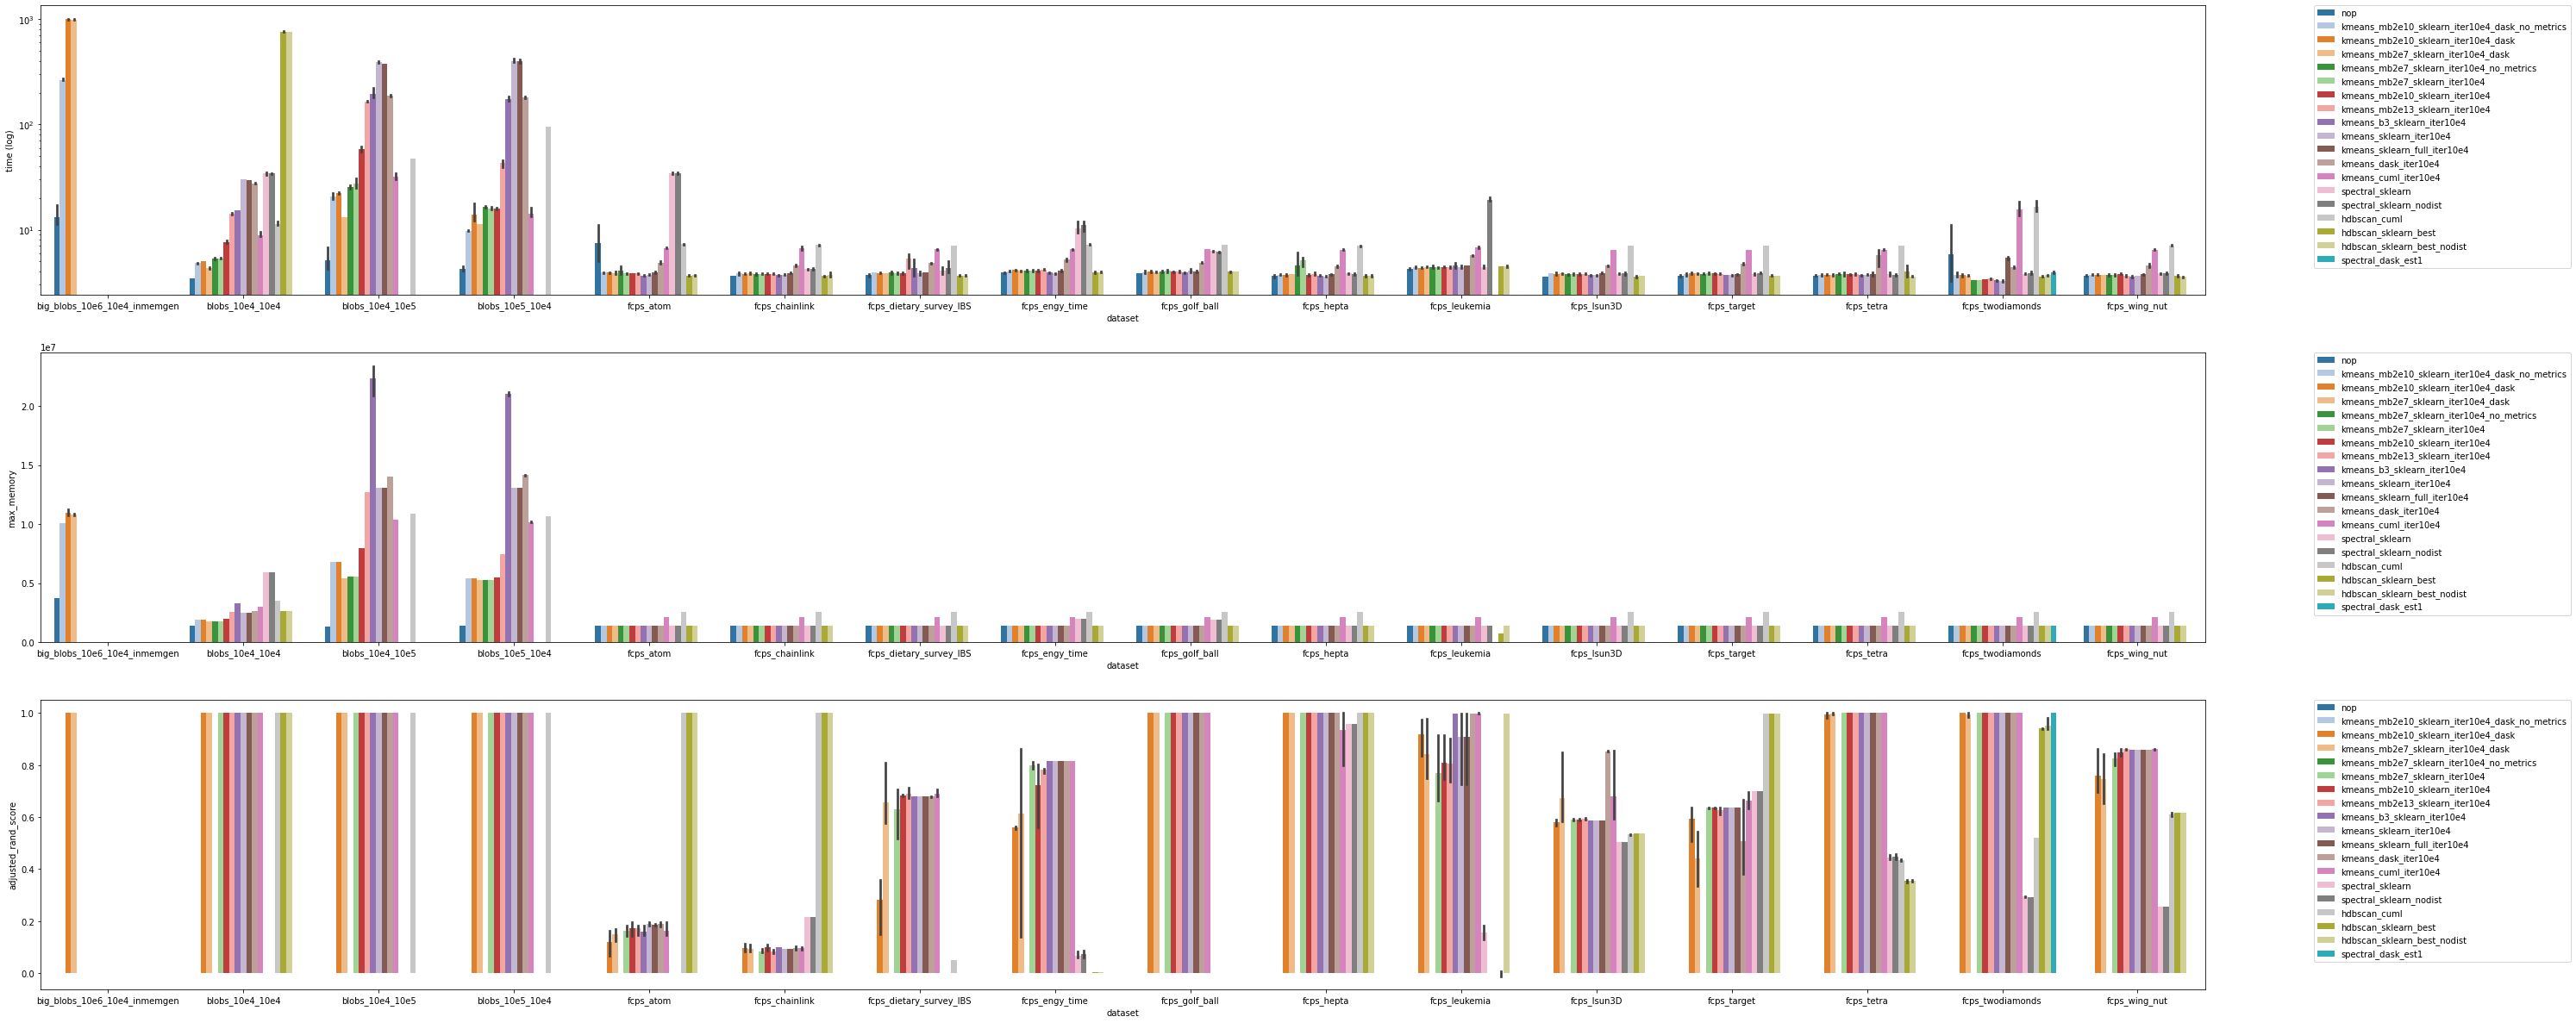 10³
10²
10¹
time (log)
big_blobs_10e6_10e4_inmemgen
blobs_10e4_10e4
blobs_10e4_10e5
blobs_10e5_10e4
fcps_atom
fcps_chainlink
fcps_dietary_survey_IBS
fcps_engy_time
fcps_golf_ball
fcps_hepta
fcps_leukemia
fcps_lsun3D
fcps_target
fcps_tetra
fcps_twodiamonds
fcps_wing_nut
dataset
nop
kmeans_mb2e10_sklearn_iter10e4_dask_no_metrics
kmeans_mb2e10_sklearn_iter10e4_dask
kmeans_mb2e7_sklearn_iter10e4_dask
kmeans_mb2e7_sklearn_iter10e4_no_metrics
kmeans_mb2e7_sklearn_iter10e4
kmeans_mb2e10_sklearn_iter10e4
kmeans_mb2e13_sklearn_iter10e4
kmeans_b3_sklearn_iter10e4
kmeans_sklearn_iter10e4
kmeans_sklearn_full_iter10e4
kmeans_dask_iter10e4
kmeans_cuml_iter10e4
spectral_sklearn
spectral_sklearn_nodist
hdbscan_cuml
hdbscan_sklearn_best
hdbscan_sklearn_best_nodist
spectral_dask_est1
1e7
2.0
1.5
1.0
0.5
0.0
max_memory
big_blobs_10e6_10e4_inmemgen
blobs_10e4_10e4
blobs_10e4_10e5
blobs_10e5_10e4
fcps_atom
fcps_chainlink
fcps_dietary_survey_IBS
fcps_engy_time
fcps_golf_ball
fcps_hepta
fcps_leukemia
fcps_lsun3D
fcps_target
fcps_tetra
fcps_twodiamonds
fcps_wing_nut
dataset
nop
kmeans_mb2e10_sklearn_iter10e4_dask_no_metrics
kmeans_mb2e10_sklearn_iter10e4_dask
kmeans_mb2e7_sklearn_iter10e4_dask
kmeans_mb2e7_sklearn_iter10e4_no_metrics
kmeans_mb2e7_sklearn_iter10e4
kmeans_mb2e10_sklearn_iter10e4
kmeans_mb2e13_sklearn_iter10e4
kmeans_b3_sklearn_iter10e4
kmeans_sklearn_iter10e4
kmeans_sklearn_full_iter10e4
kmeans_dask_iter10e4
kmeans_cuml_iter10e4
spectral_sklearn
spectral_sklearn_nodist
hdbscan_cuml
hdbscan_sklearn_best
hdbscan_sklearn_best_nodist
spectral_dask_est1
1.0
0.8
0.6
0.4
0.2
0.0
adjusted_rand_score
big_blobs_10e6_10e4_inmemgen
blobs_10e4_10e4
blobs_10e4_10e5
blobs_10e5_10e4
fcps_atom
fcps_chainlink
fcps_dietary_survey_IBS
fcps_engy_time
fcps_golf_ball
fcps_hepta
fcps_leukemia
fcps_lsun3D
fcps_target
fcps_tetra
fcps_twodiamonds
fcps_wing_nut
dataset
nop
kmeans_mb2e10_sklearn_iter10e4_dask_no_metrics
kmeans_mb2e10_sklearn_iter10e4_dask
kmeans_mb2e7_sklearn_iter10e4_dask
kmeans_mb2e7_sklearn_iter10e4_no_metrics
kmeans_mb2e7_sklearn_iter10e4
kmeans_mb2e10_sklearn_iter10e4
kmeans_mb2e13_sklearn_iter10e4
kmeans_b3_sklearn_iter10e4
kmeans_sklearn_iter10e4
kmeans_sklearn_full_iter10e4
kmeans_dask_iter10e4
kmeans_cuml_iter10e4
spectral_sklearn
spectral_sklearn_nodist
hdbscan_cuml
hdbscan_sklearn_best
hdbscan_sklearn_best_nodist
spectral_dask_est1